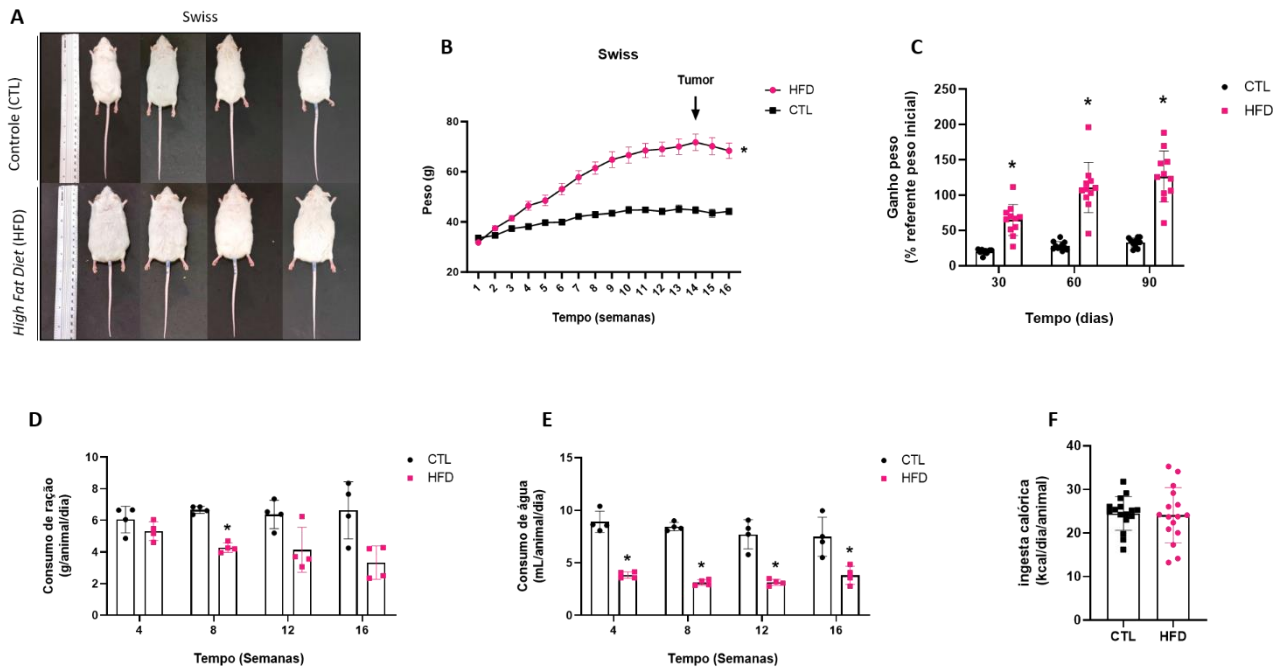 A
Swiss
Controle (CTL)
High Fat Diet (HFD)
B
Swiss
Tumor
HFD
CTL
Peso (g)
80
60
40
20
1 2 3 4 5 6 7 8 9 10 11 12 13 14 15 16
*
Tempo (semanas)
C
CTL
HFD
Ganho peso
(% referente peso inicial)
250
200
150
100
50
0
* * *
30 60 90
Tempo (dias)
D
CTL
HFD
Consumo de ração
(g/animal/dia)
10
8
6
4
2
0
*
4 8 12 16
Tempo (Semanas)
E
CTL
HFD
Consumo de água
(mL/animal/dia)
15
10
5
0
* * * *
4 8 12 16
Tempo (Semanas)
F
ingesta calórica
(kcal/dia/animal)
40
30
20
10
0
CTL HFD